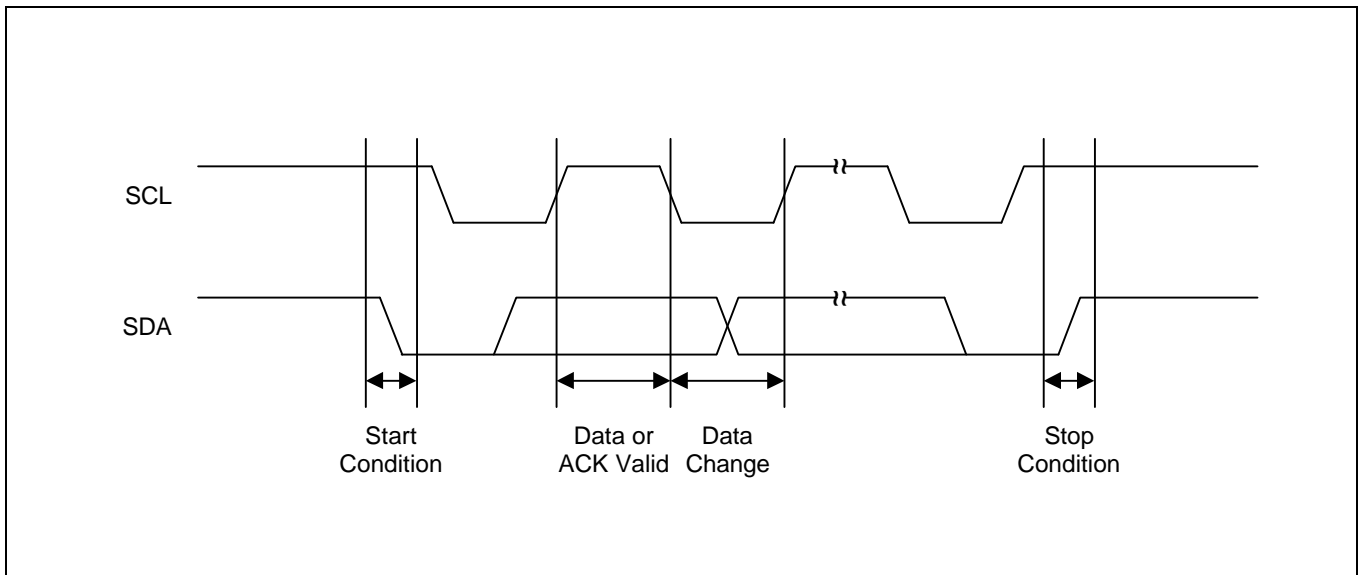 SCL
SDA
Start
Condition
Data or
ACK Valid
Data
Change
Stop
Condition